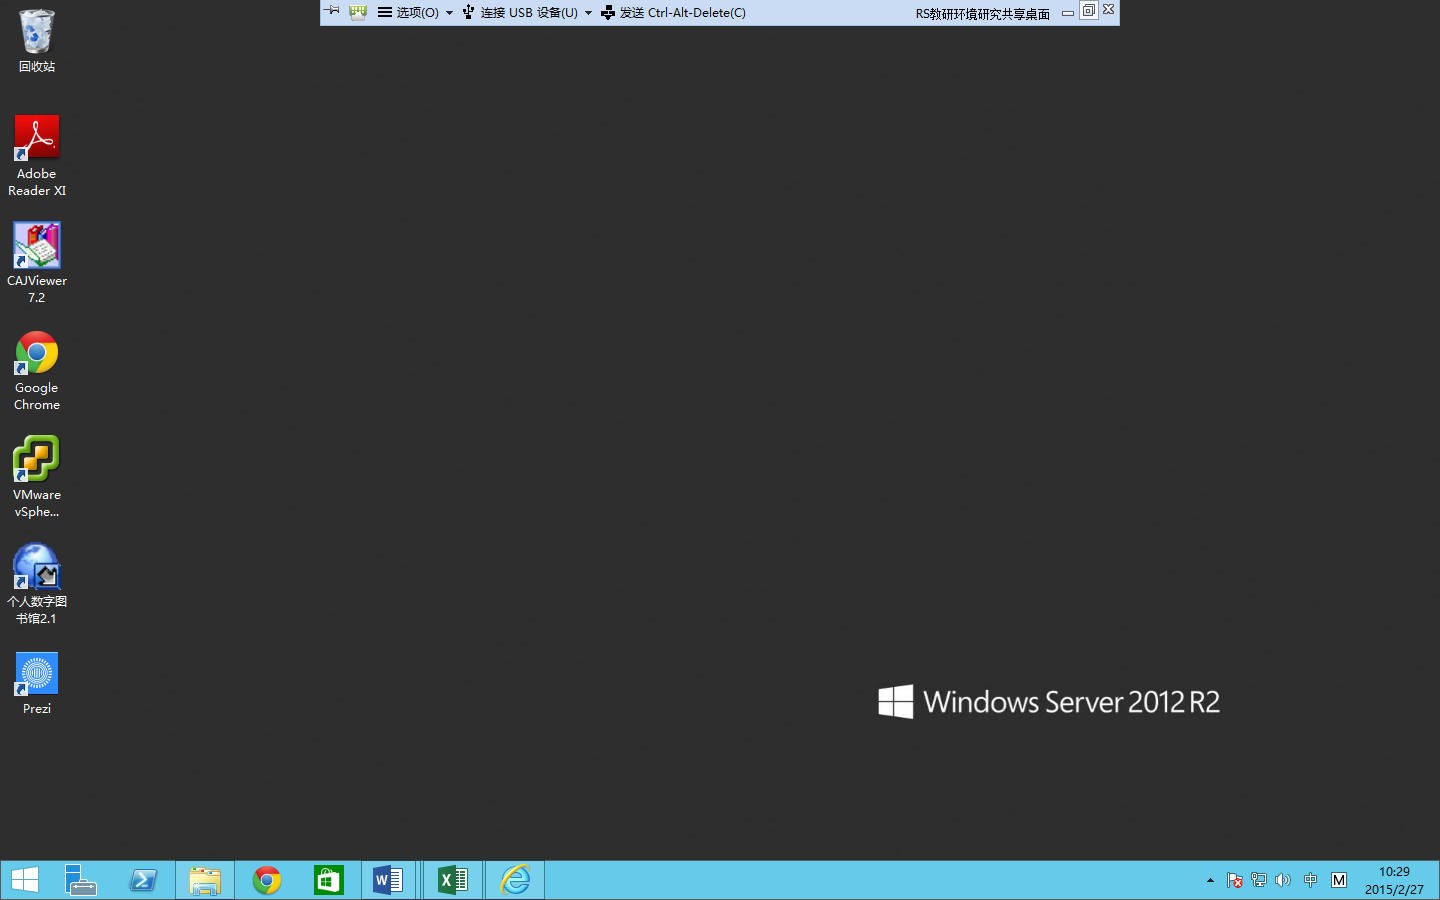 选项(O)
连接 USB 设备(U)
发送 Ctrl-Alt-Delete(C)
RS教研环境研究共享桌面
回收站
Adobe
Reader XI
CAJViewer
7.2
Google
Chrome
VMware
vSphe...
个人数字图
书馆2.1
Prezi
Windows Server 2012 R2
中
M
10:29
2015/2/27